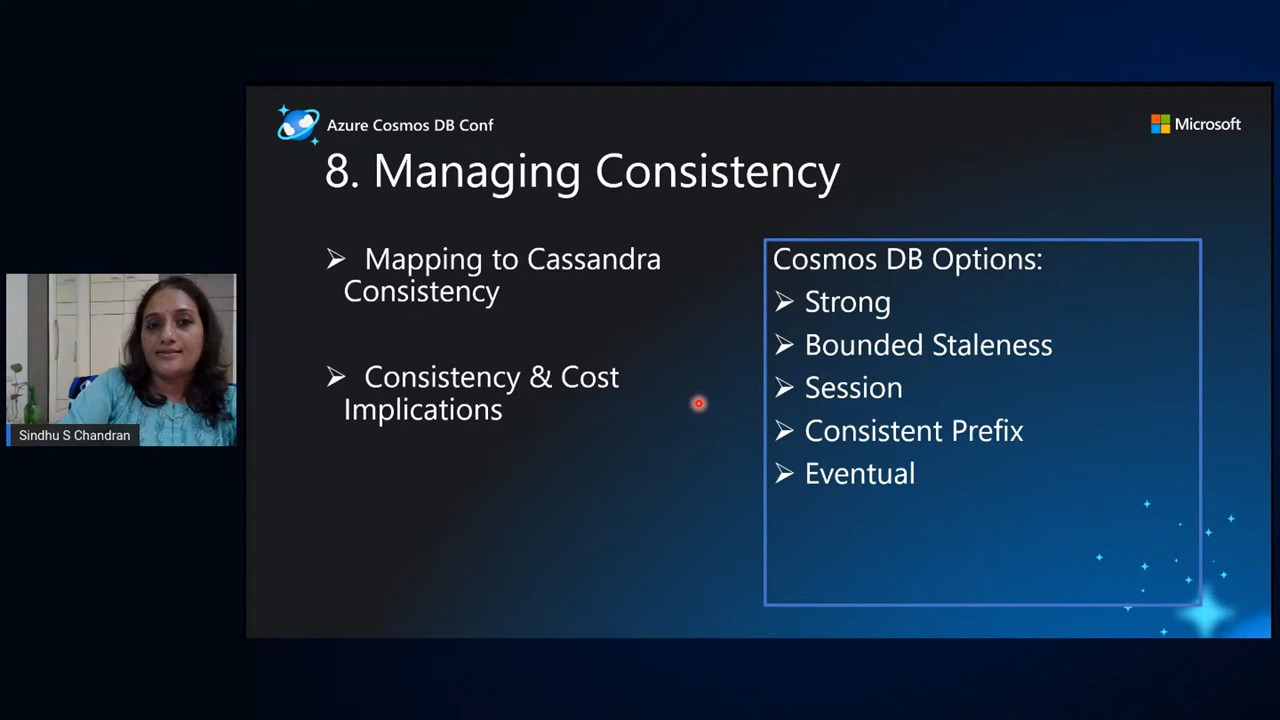 Azure Cosmos DB Conf
Microsoft
8. Managing Consistency
➢ Mapping to Cassandra
Consistency
➢ Consistency & Cost
Implications
Cosmos DB Options:
➢ Strong
➢ Bounded Staleness
➢ Session
➢ Consistent Prefix
➢ Eventual
Sindhu S Chandran